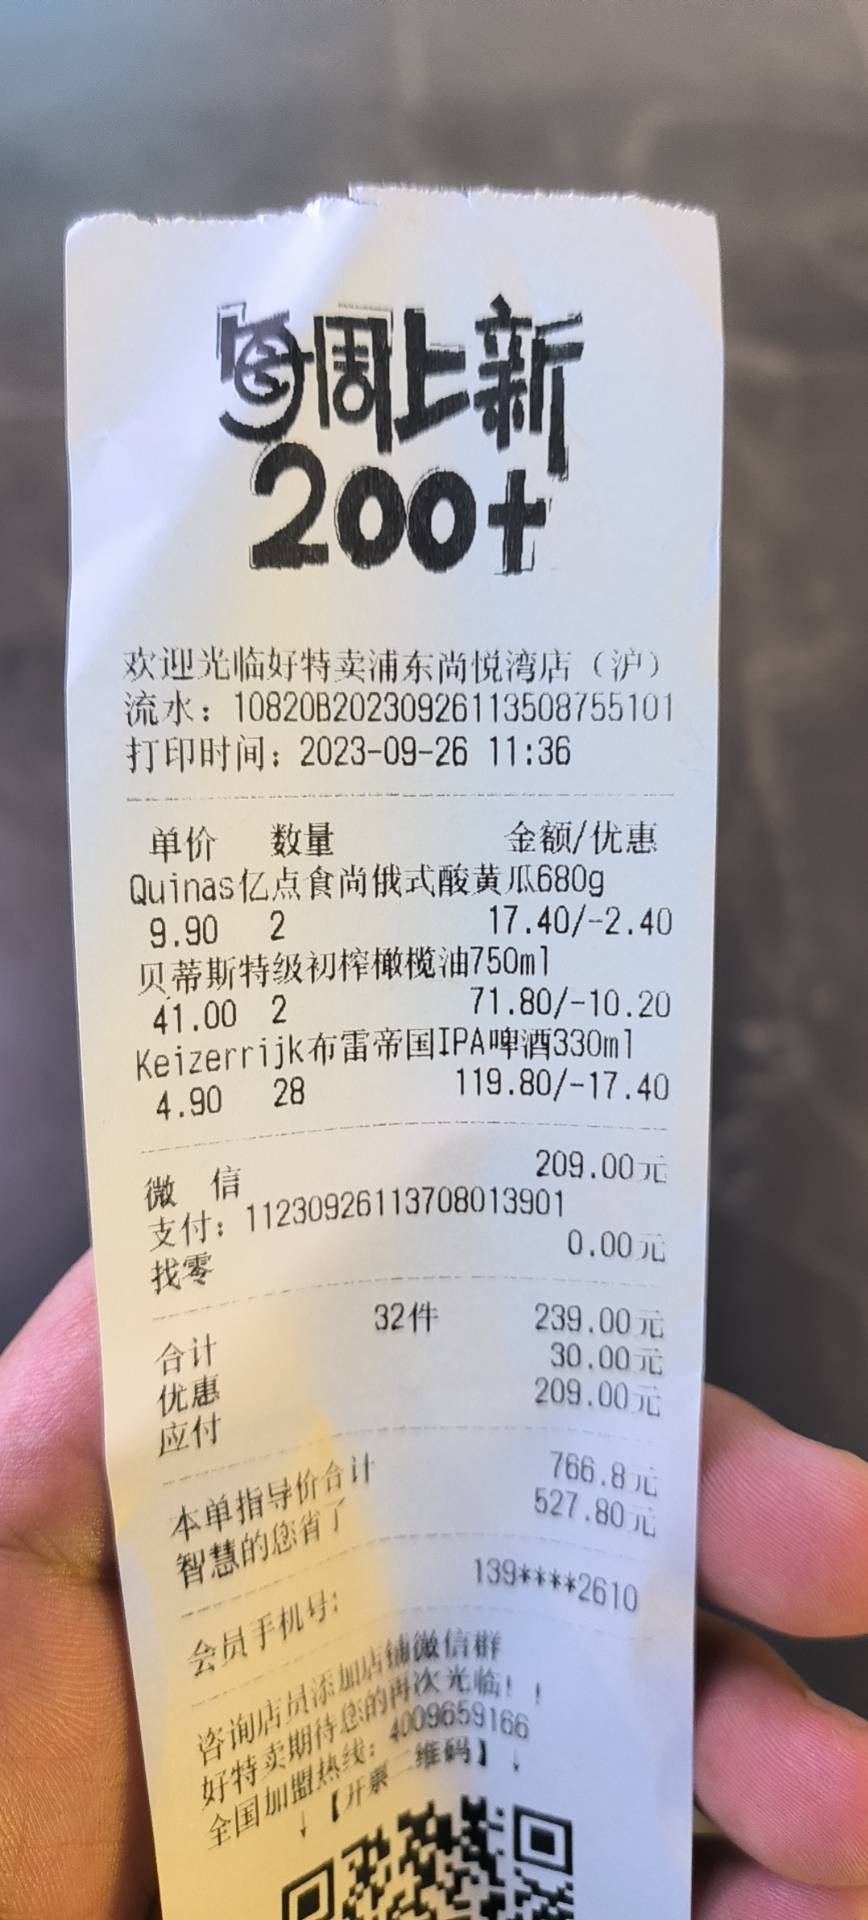 每周上新
200+
欢迎光临好特卖浦东尚悦湾店（沪）
流水：10820B20230926113508755101
打印时间：2023-09-26 11:36
单价 数量 金额/优惠
Quinas亿点食尚俄式酸黄瓜680g
9.90 2 17.40/-2.40
贝蒂斯特级初榨橄榄油750ml
41.00 2 71.80/-10.20
Keizerrijk布雷帝国IPA啤酒330ml
4.90 28 119.80/-17.40
微 信 209.00元
支付：11230926113708013901
找零 0.00元
合计 32件 239.00元
优惠 30.00元
应付 209.00元
本单指导价合计 766.8元
智慧的您省了 527.80元
会员手机号： 139****2610
咨询店员添加店铺微信群
好特卖期待您的再次光临！！
全国加盟热线：4009659166
↓【开票二维码】↓